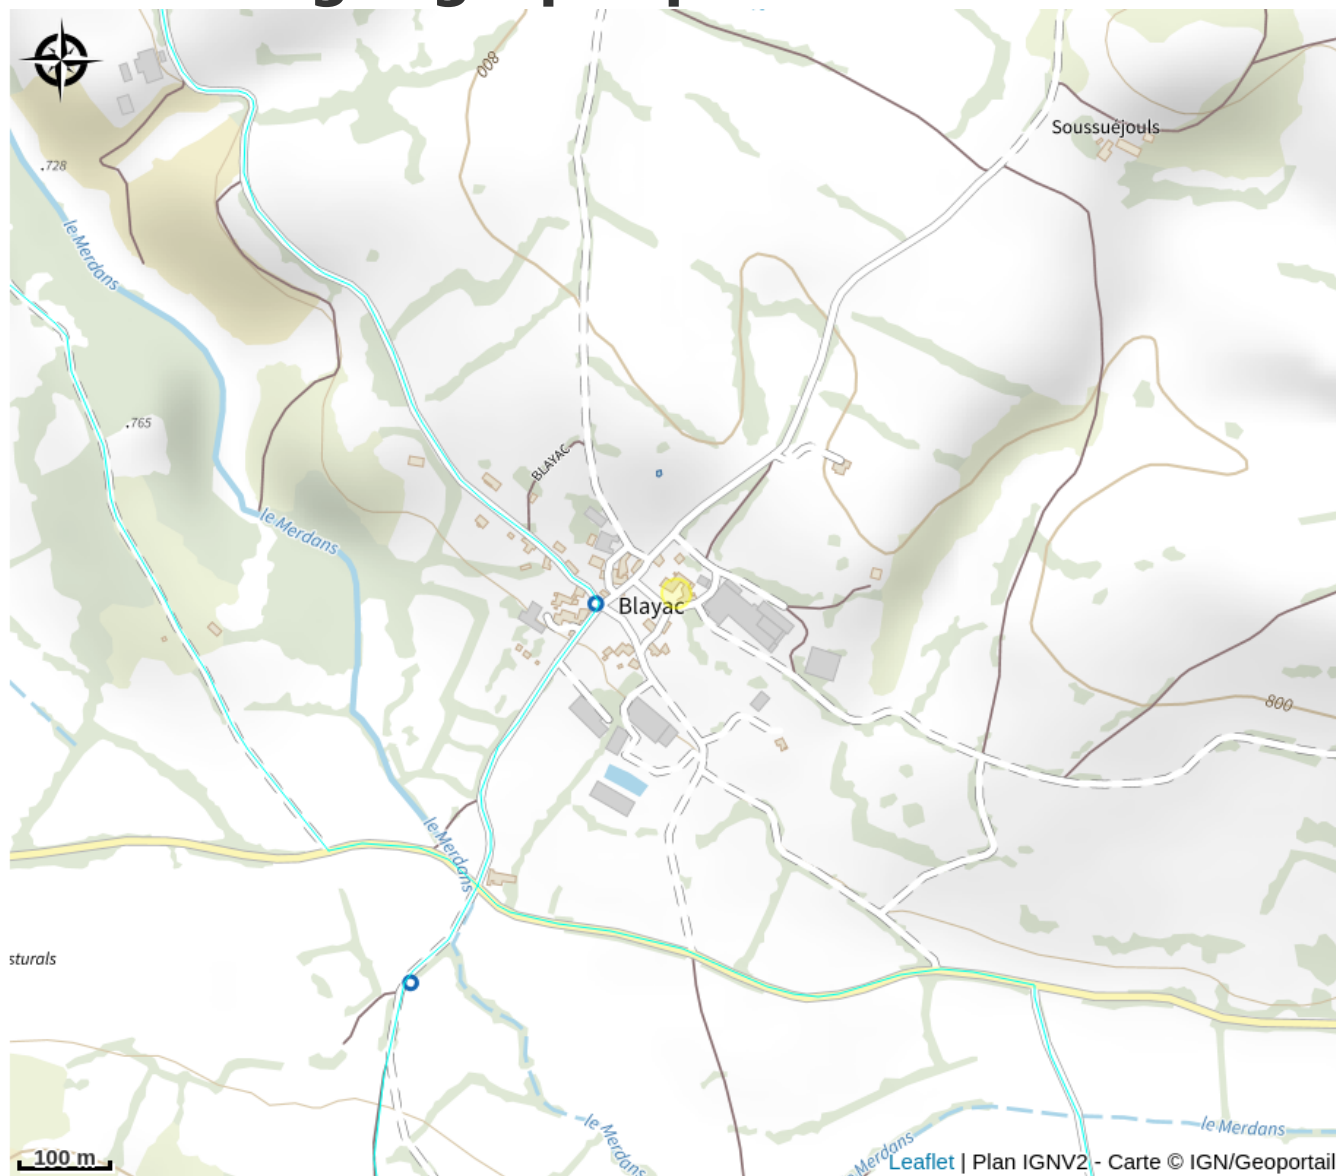 800
Soussuéjouls
.728
le Merdans
.765
BLAYAC
le Merdans
Blayac
800
le Merdans
sturals
le Merdans
le Merdans
Merdans
100 m
Leaflet | Plan IGNV2 - Carte © IGN/Geoportail